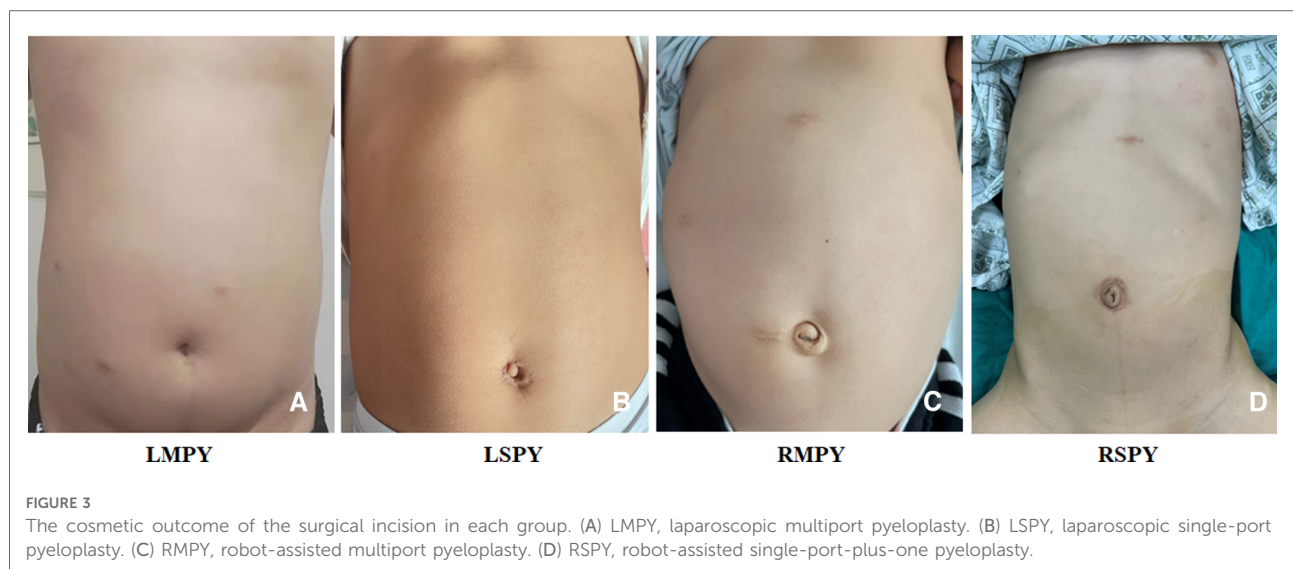 A
B
C
D
LMPY
LSPY
RMPY
RSPY
FIGURE 3
The cosmetic outcome of the surgical incision in each group. (A) LMPY, laparoscopic multiport pyeloplasty. (B) LSPY, laparoscopic single-port
pyeloplasty. (C) RMPY, robot-assisted multiport pyeloplasty. (D) RSPY, robot-assisted single-port-plus-one pyeloplasty.